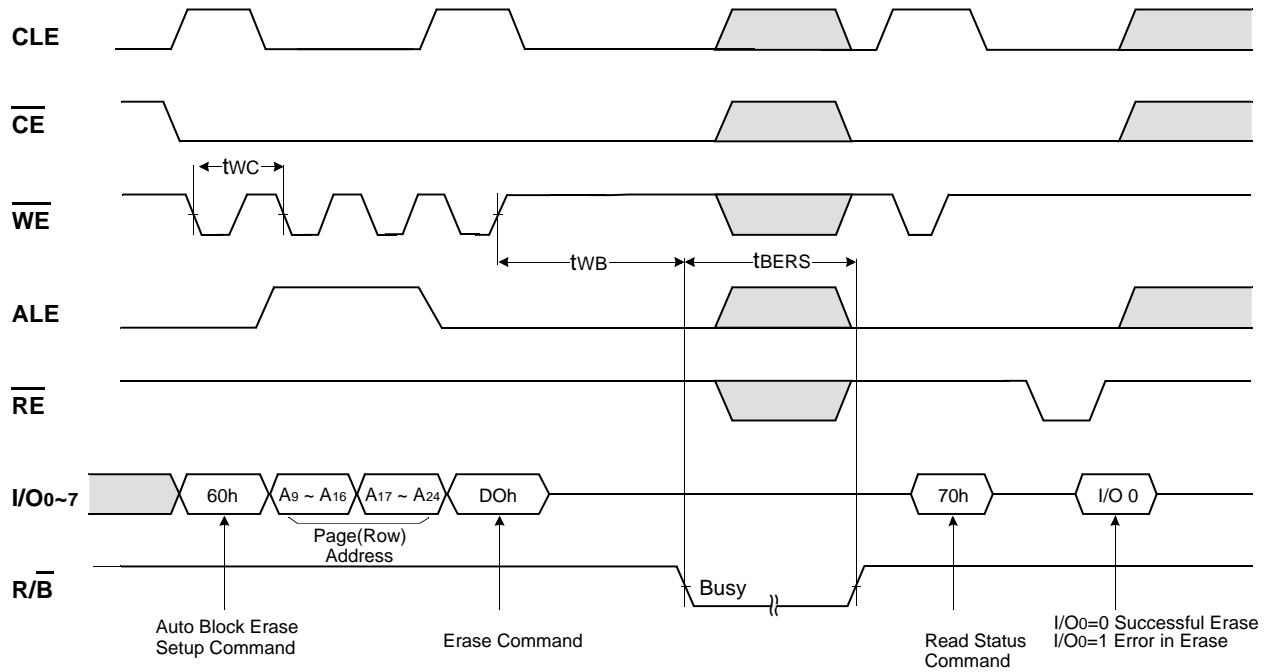 CLE
CE
tWC
WE
tWB
tBERS
ALE
RE
I/O0~7
60h
A9 ~ A16
A17 ~ A24
DOh
70h
I/O 0
Page(Row)
Address
R/B
Busy
Auto Block Erase
Setup Command
Erase Command
Read Status
Command
I/O0=0 Successful Erase
I/O0=1 Error in Erase